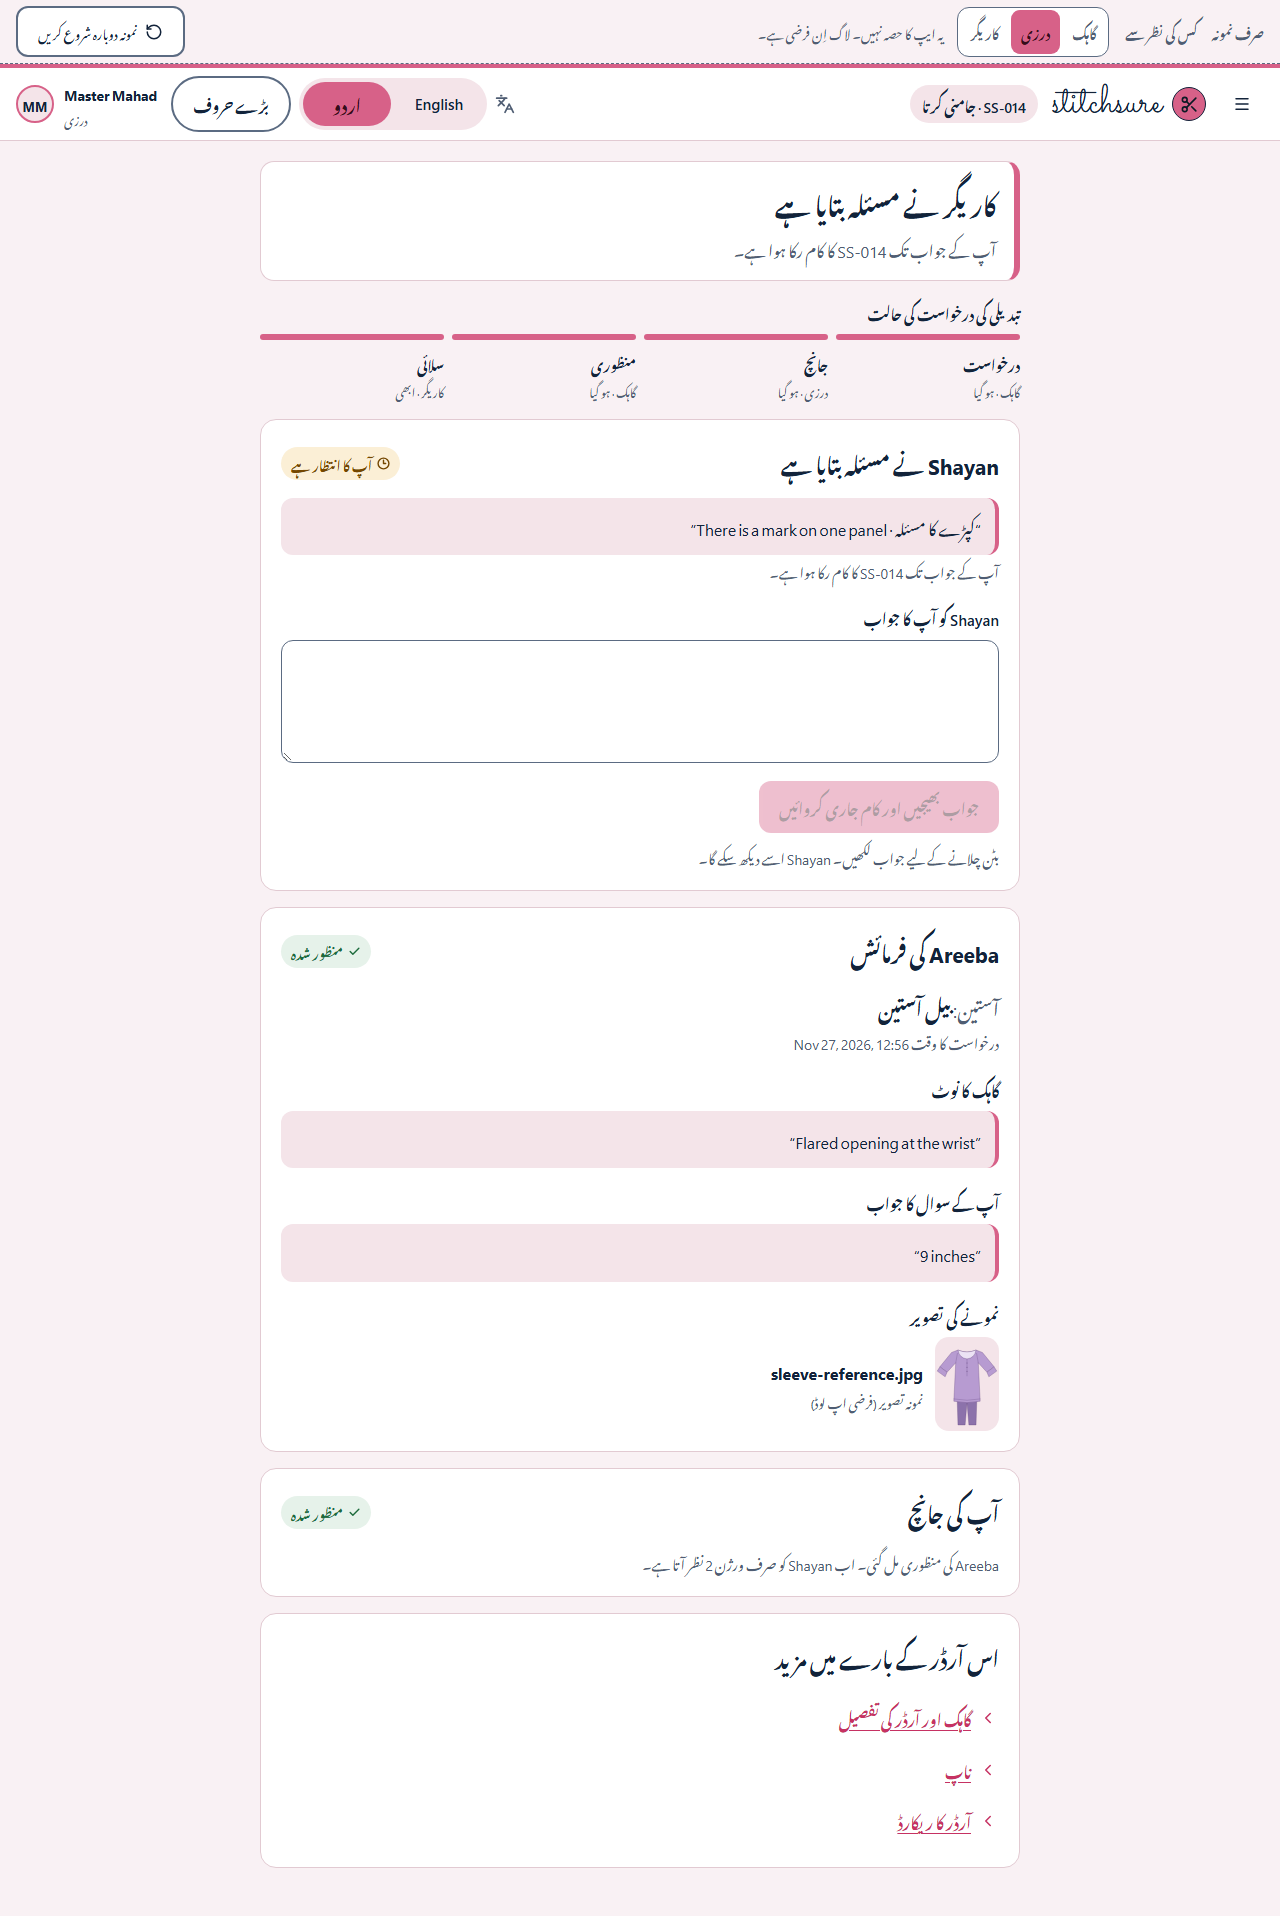 صرف نمونہ کس کی نظر سے گاہک درزی کاریگر یہ ایپ کا حصہ نہیں۔ لاگ اِن فرضی ہے۔ نمونہ دوبارہ شروع کریں
stitchsure SS-014 · جامنی کرتا English اردو بڑے حروف Master Mahad MM
درزی
کاریگر نے مسئلہ بتایا ہے
آپ کے جواب تک SS-014 کا کام رکا ہوا ہے۔
تبدیلی کی درخواست کی حالت
درخواست جانچ منظوری سلائی
گاہک · ہو گیا درزی · ہو گیا گاہک · ہو گیا کاریگر · ابھی
Shayan نے مسئلہ بتایا ہے آپ کا انتظار ہے
“کپڑے کا مسئلہ · There is a mark on one panel”
آپ کے جواب تک SS-014 کا کام رکا ہوا ہے۔
Shayan کو آپ کا جواب
جواب بھیجیں اور کام جاری کروائیں
بٹن چلانے کے لیے جواب لکھیں۔ Shayan اسے دیکھ سکے گا۔
Areeba کی فرمائش منظور شدہ
آستین: بیل آستین
درخواست کا وقت Nov 27, 2026, 12:56
گاہک کا نوٹ
“Flared opening at the wrist”
آپ کے سوال کا جواب
“9 inches”
نمونے کی تصویر
sleeve-reference.jpg
نمونہ تصویر (فرضی اپ لوڈ)
آپ کی جانچ منظور شدہ
Areeba کی منظوری مل گئی۔ اب Shayan کو صرف ورژن 2 نظر آتا ہے۔
اس آرڈر کے بارے میں مزید
گاہک اور آرڈر کی تفصیل
ناپ
آرڈر کا ریکارڈ